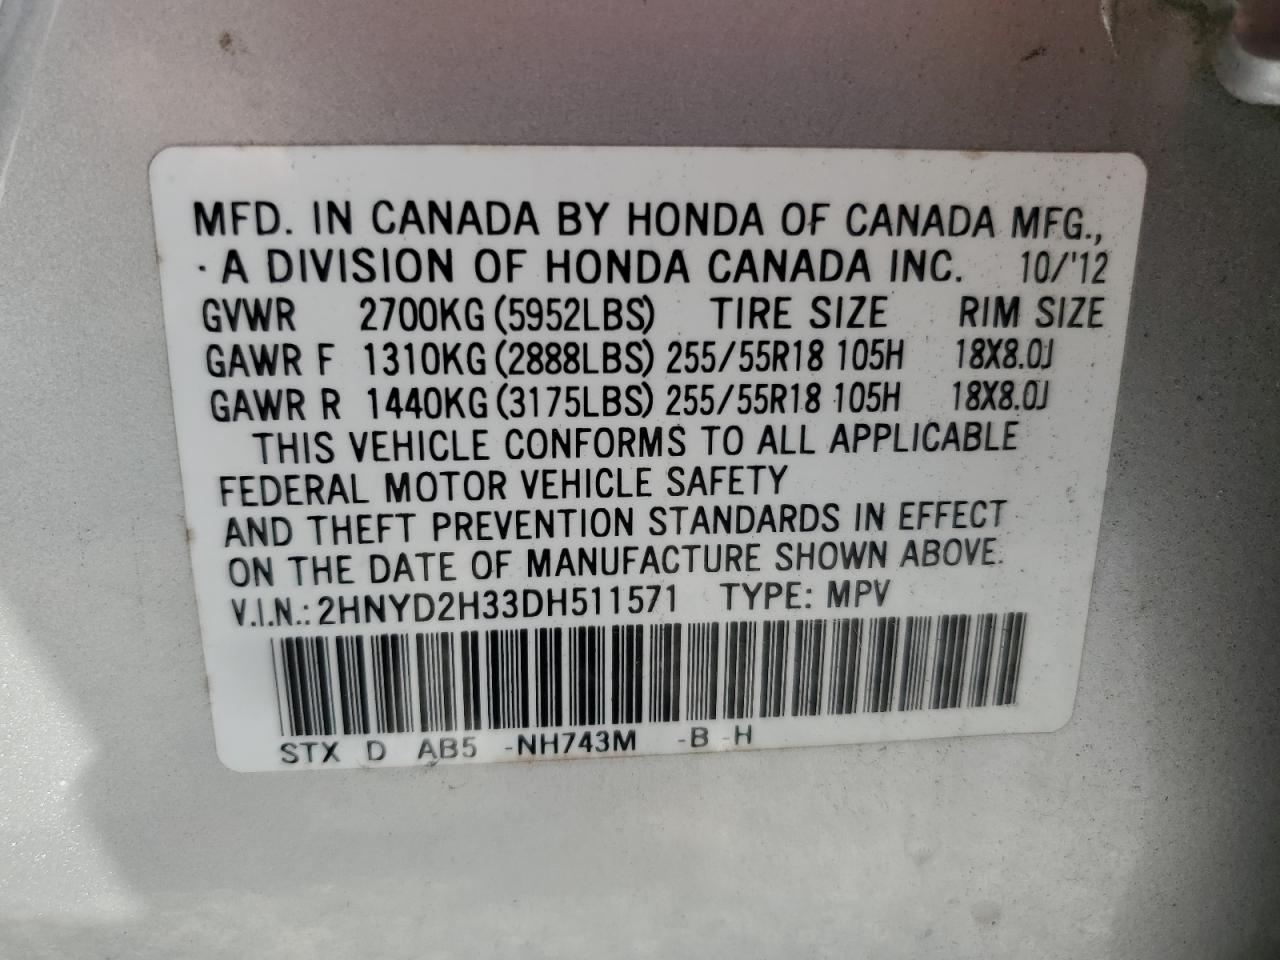 MFD. IN CANADA BY HONDA OF CANADA MFG.,
· A DIVISION OF HONDA CANADA INC. 10/'12
GVWR 2700KG (5952LBS) TIRE SIZE RIM SIZE
GAWR F 1310KG (2888LBS) 255/55R18 105H 18X8.0J
GAWR R 1440KG (3175LBS) 255/55R18 105H 18X8.0J
THIS VEHICLE CONFORMS TO ALL APPLICABLE
FEDERAL MOTOR VEHICLE SAFETY
AND THEFT PREVENTION STANDARDS IN EFFECT
ON THE DATE OF MANUFACTURE SHOWN ABOVE.
V.I.N.: 2HNYD2H33DH511571 TYPE: MPV
STX D AB5 -NH743M -B -H